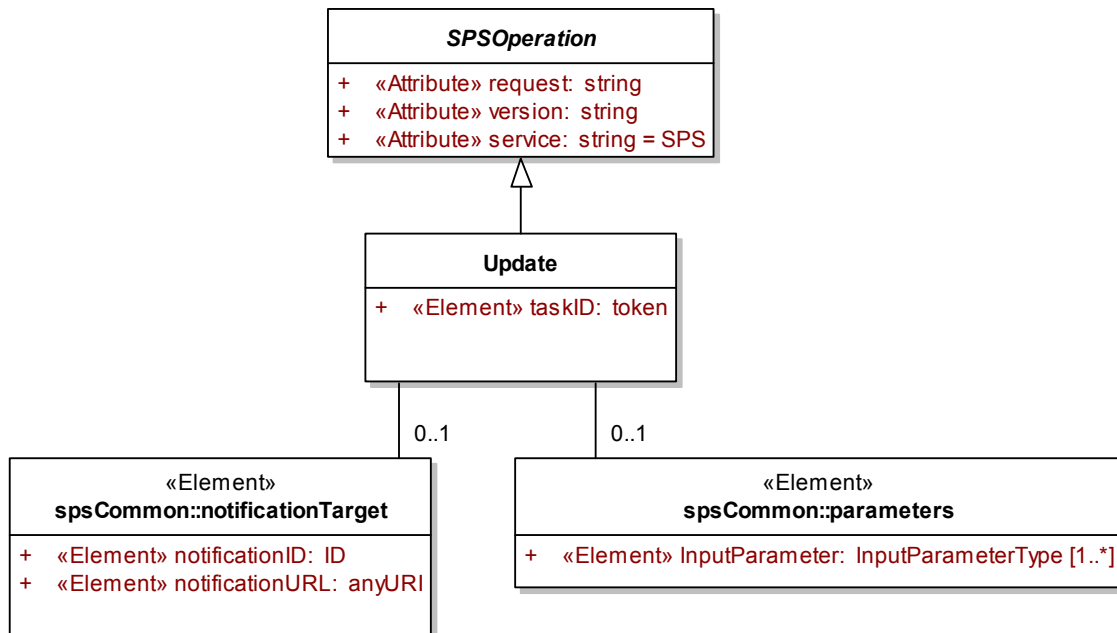 SPSOperation
+ «Attribute» request: string
+ «Attribute» version: string
+ «Attribute» service: string = SPS
Update
+ «Element» taskID: token
0..1
0..1
«Element»
spsCommon::notificationTarget
+ «Element» notificationID: ID
+ «Element» notificationURL: anyURI
«Element»
spsCommon::parameters
+ «Element» InputParameter: InputParameterType [1..*]